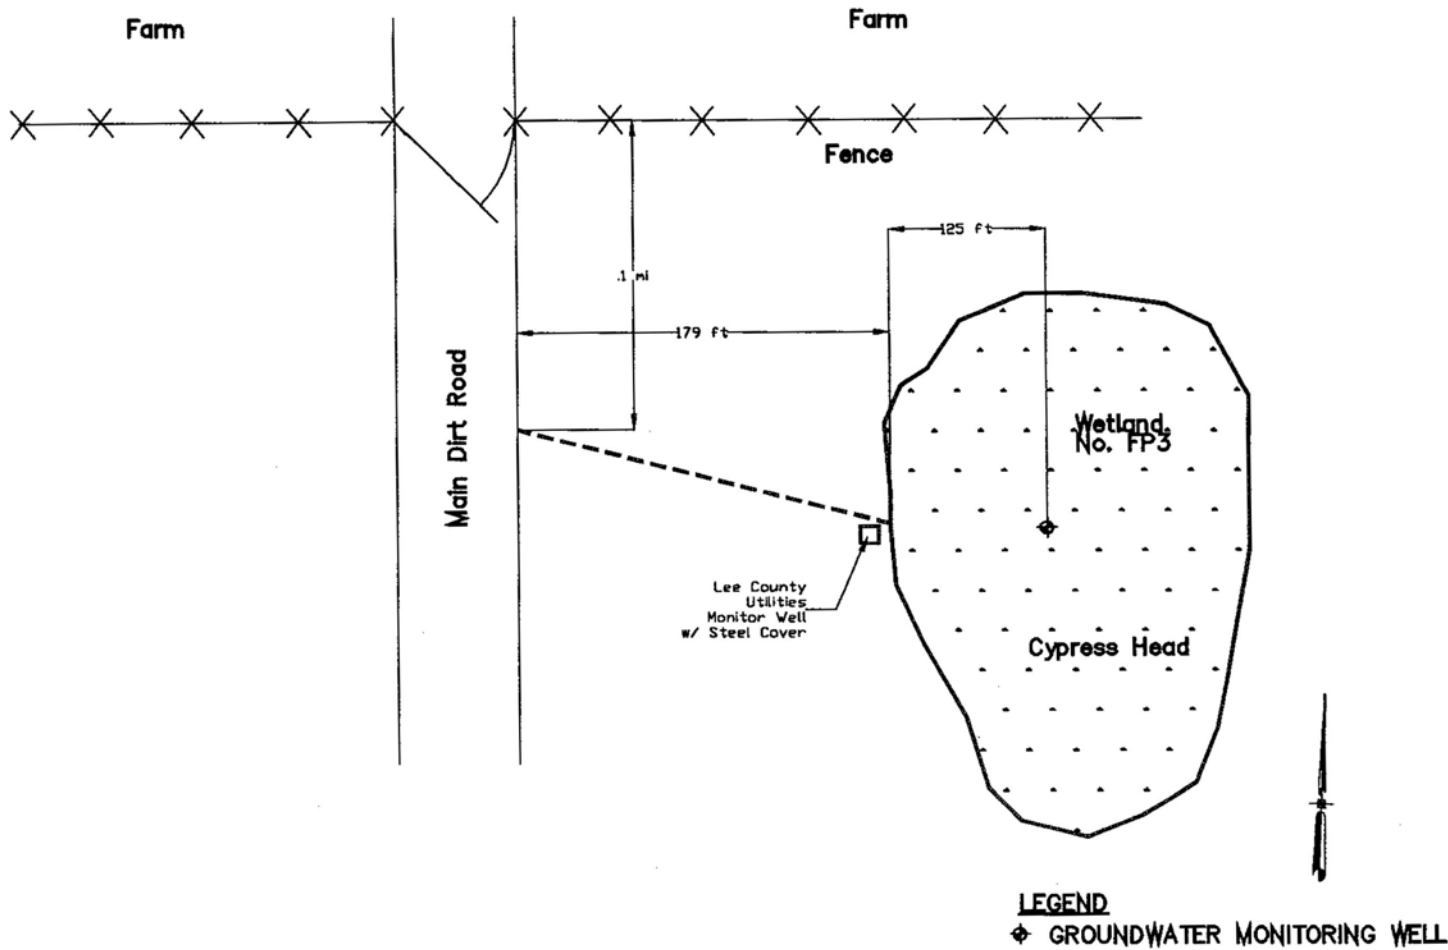 Farm
Farm
Fence
125 ft
.1 mi
179 ft
Main Dirt Road
Wetland
No. FP3
Lee County
Utilities
Monitor Well
w/ Steel Cover
Cypress Head
LEGEND
GROUNDWATER MONITORING WELL